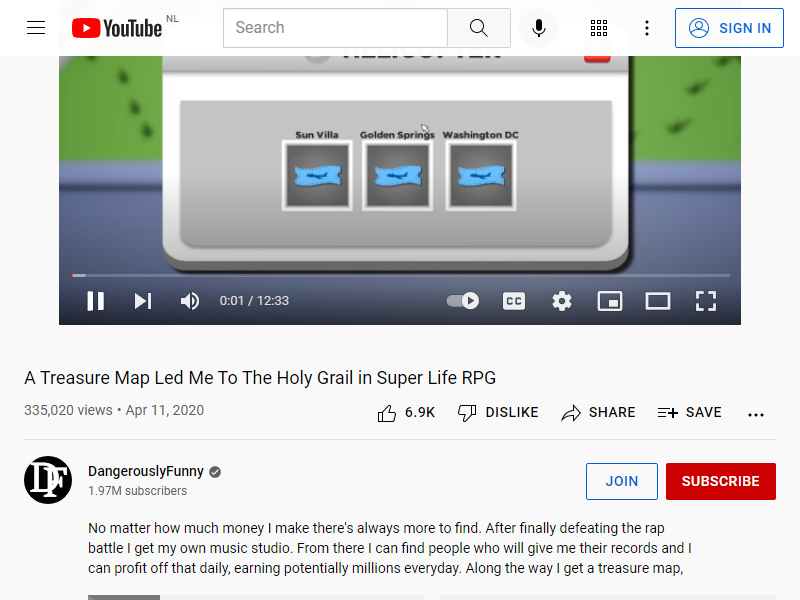 YouTube NL
Search
SIGN IN
HELICOPTER
Sun Villa Golden Springs Washington DC
0:01 / 12:33
CC
A Treasure Map Led Me To The Holy Grail in Super Life RPG
335,020 views • Apr 11, 2020
6.9K DISLIKE SHARE SAVE
DF
DangerouslyFunny
1.97M subscribers
JOIN SUBSCRIBE
No matter how much money I make there's always more to find. After finally defeating the rap
battle I get my own music studio. From there I can find people who will give me their records and I
can profit off that daily, earning potentially millions everyday. Along the way I get a treasure map,